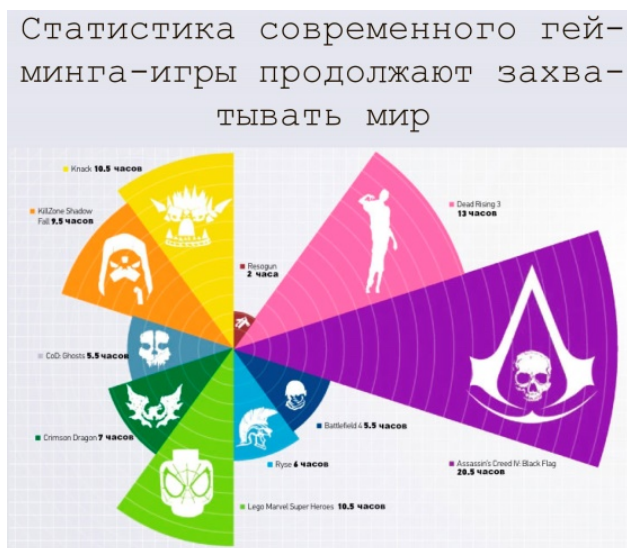 Статистика современного гей-
минга-игры продолжают захва-
тывать мир
Knack 10.5 часов
KillZone Shadow
Fall 9.5 часов
Dead Rising 3
13 часов
Resogun
2 часа
CoD: Ghosts 5.5 часов
Battlefield 4 5.5 часов
Crimson Dragon 7 часов
Ryse 6 часов
Assassin's Creed IV: Black Flag
20.5 часов
Lego Marvel Super Heroes 10.5 часов